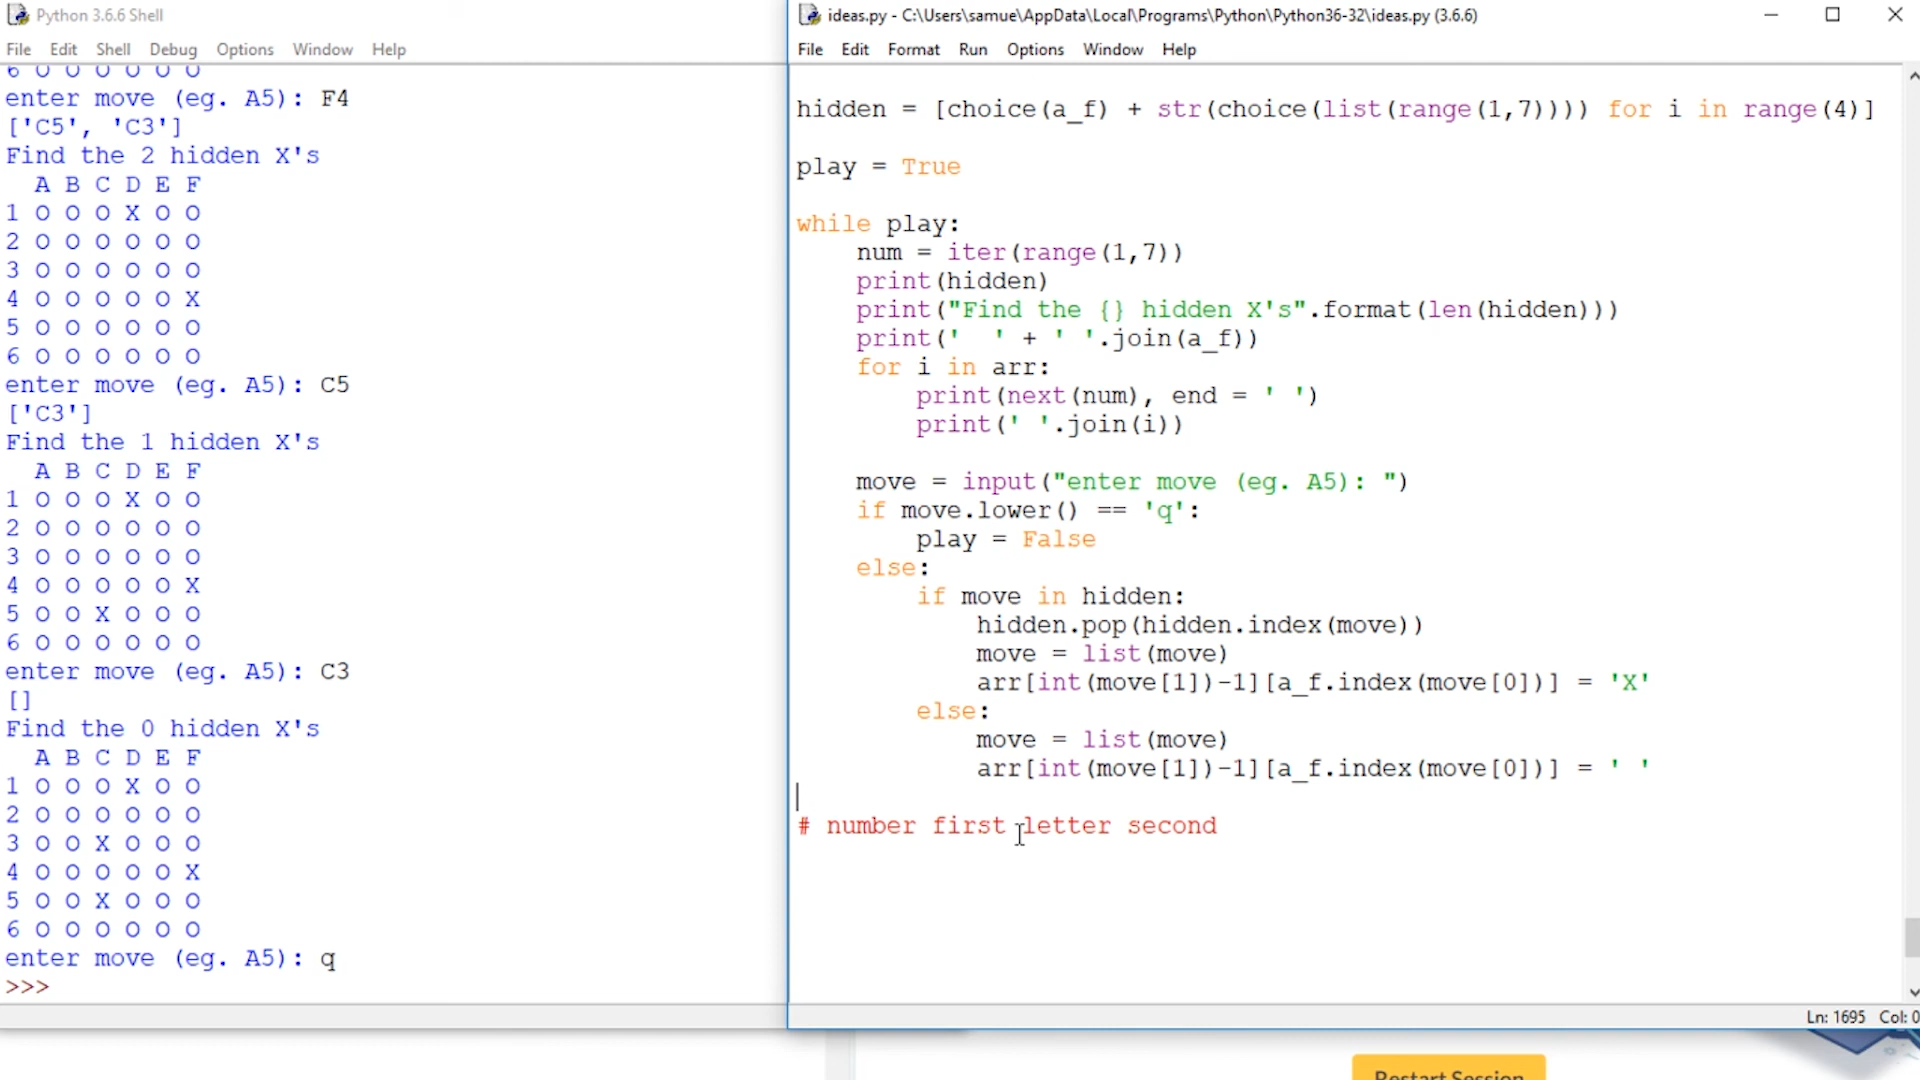 Python 3.6.6 Shell
File Edit Shell Debug Options Window Help
6 O O O O O O
enter move (eg. A5): F4
['C5', 'C3']
Find the 2 hidden X's
A B C D E F
1 O O O X O O
2 O O O O O O
3 O O O O O O
4 O O O O O X
5 O O O O O O
6 O O O O O O
enter move (eg. A5): C5
['C3']
Find the 1 hidden X's
A B C D E F
1 O O O X O O
2 O O O O O O
3 O O O O O O
4 O O O O O X
5 O O X O O O
6 O O O O O O
enter move (eg. A5): C3
[]
Find the 0 hidden X's
A B C D E F
1 O O O X O O
2 O O O O O O
3 O O X O O O
4 O O O O O X
5 O O X O O O
6 O O O O O O
enter move (eg. A5): q
>>>
ideas.py - C:\Users\samue\AppData\Local\Programs\Python\Python36-32\ideas.py (3.6.6)
File Edit Format Run Options Window Help
hidden = [choice(a_f) + str(choice(list(range(1,7)))) for i in range(4)]
play = True
while play:
    num = iter(range(1,7))
    print(hidden)
    print("Find the {} hidden X's".format(len(hidden)))
    print('  ' + ' '.join(a_f))
    for i in arr:
        print(next(num), end = ' ')
        print(' '.join(i))
    move = input("enter move (eg. A5): ")
    if move.lower() == 'q':
        play = False
    else:
        if move in hidden:
            hidden.pop(hidden.index(move))
            move = list(move)
            arr[int(move[1])-1][a_f.index(move[0])] = 'X'
        else:
            move = list(move)
            arr[int(move[1])-1][a_f.index(move[0])] = ' '
# number first letter second
Ln: 1695 Col: 0
Restart Session